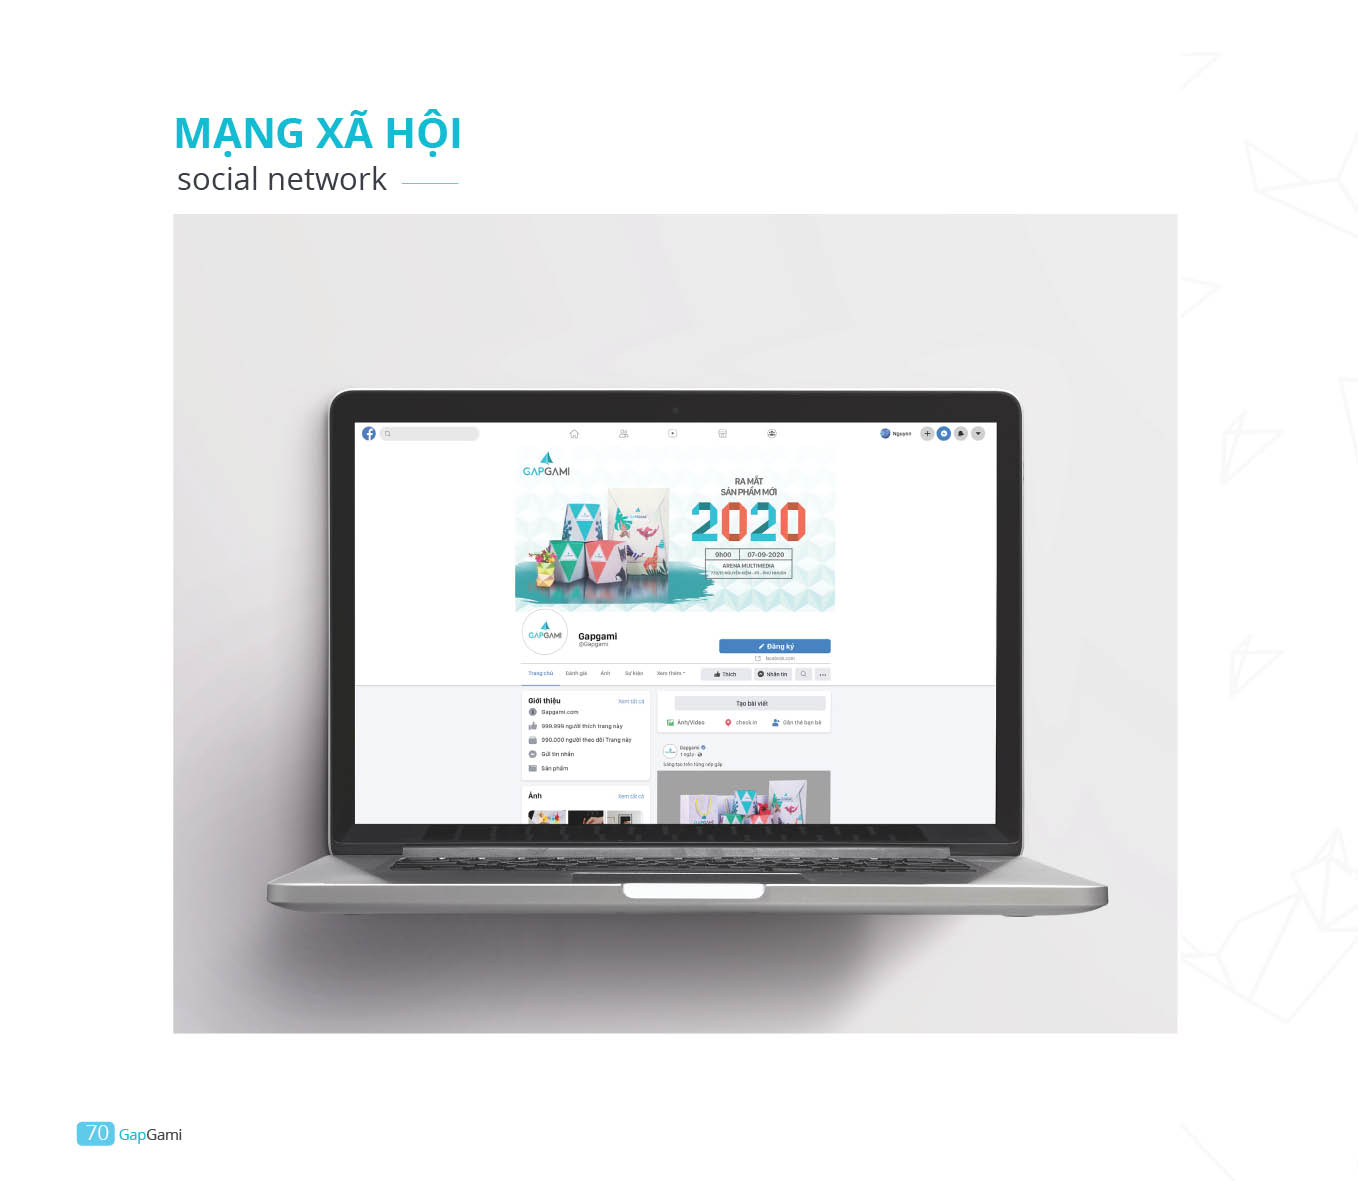 MẠNG XÃ HỘI
social network
Nguyen
GAPGAMI
RA MẮT
SẢN PHẨM MỚI
2020
9h00 07-09-2020
ARENA MULTIMEDIA
GAPGAMI
Gapgami
@Gapgami
Đăng ký
facebook.com
Trang chủ Đánh giá Ảnh Sự kiện Xem thêm Thích Nhắn tin
Giới thiệu Xem tất cả
Gapgami.com
999.999 người thích trang này
990.000 người theo dõi Trang này
Gửi tin nhắn
Sản phẩm
Ảnh Xem tất cả
Tạo bài viết
Ảnh/Video check in Gắn thẻ bạn bè
Gapgami
1 ngày
Sáng tạo trên từng nếp gấp
GAPGAMI
70 GapGami